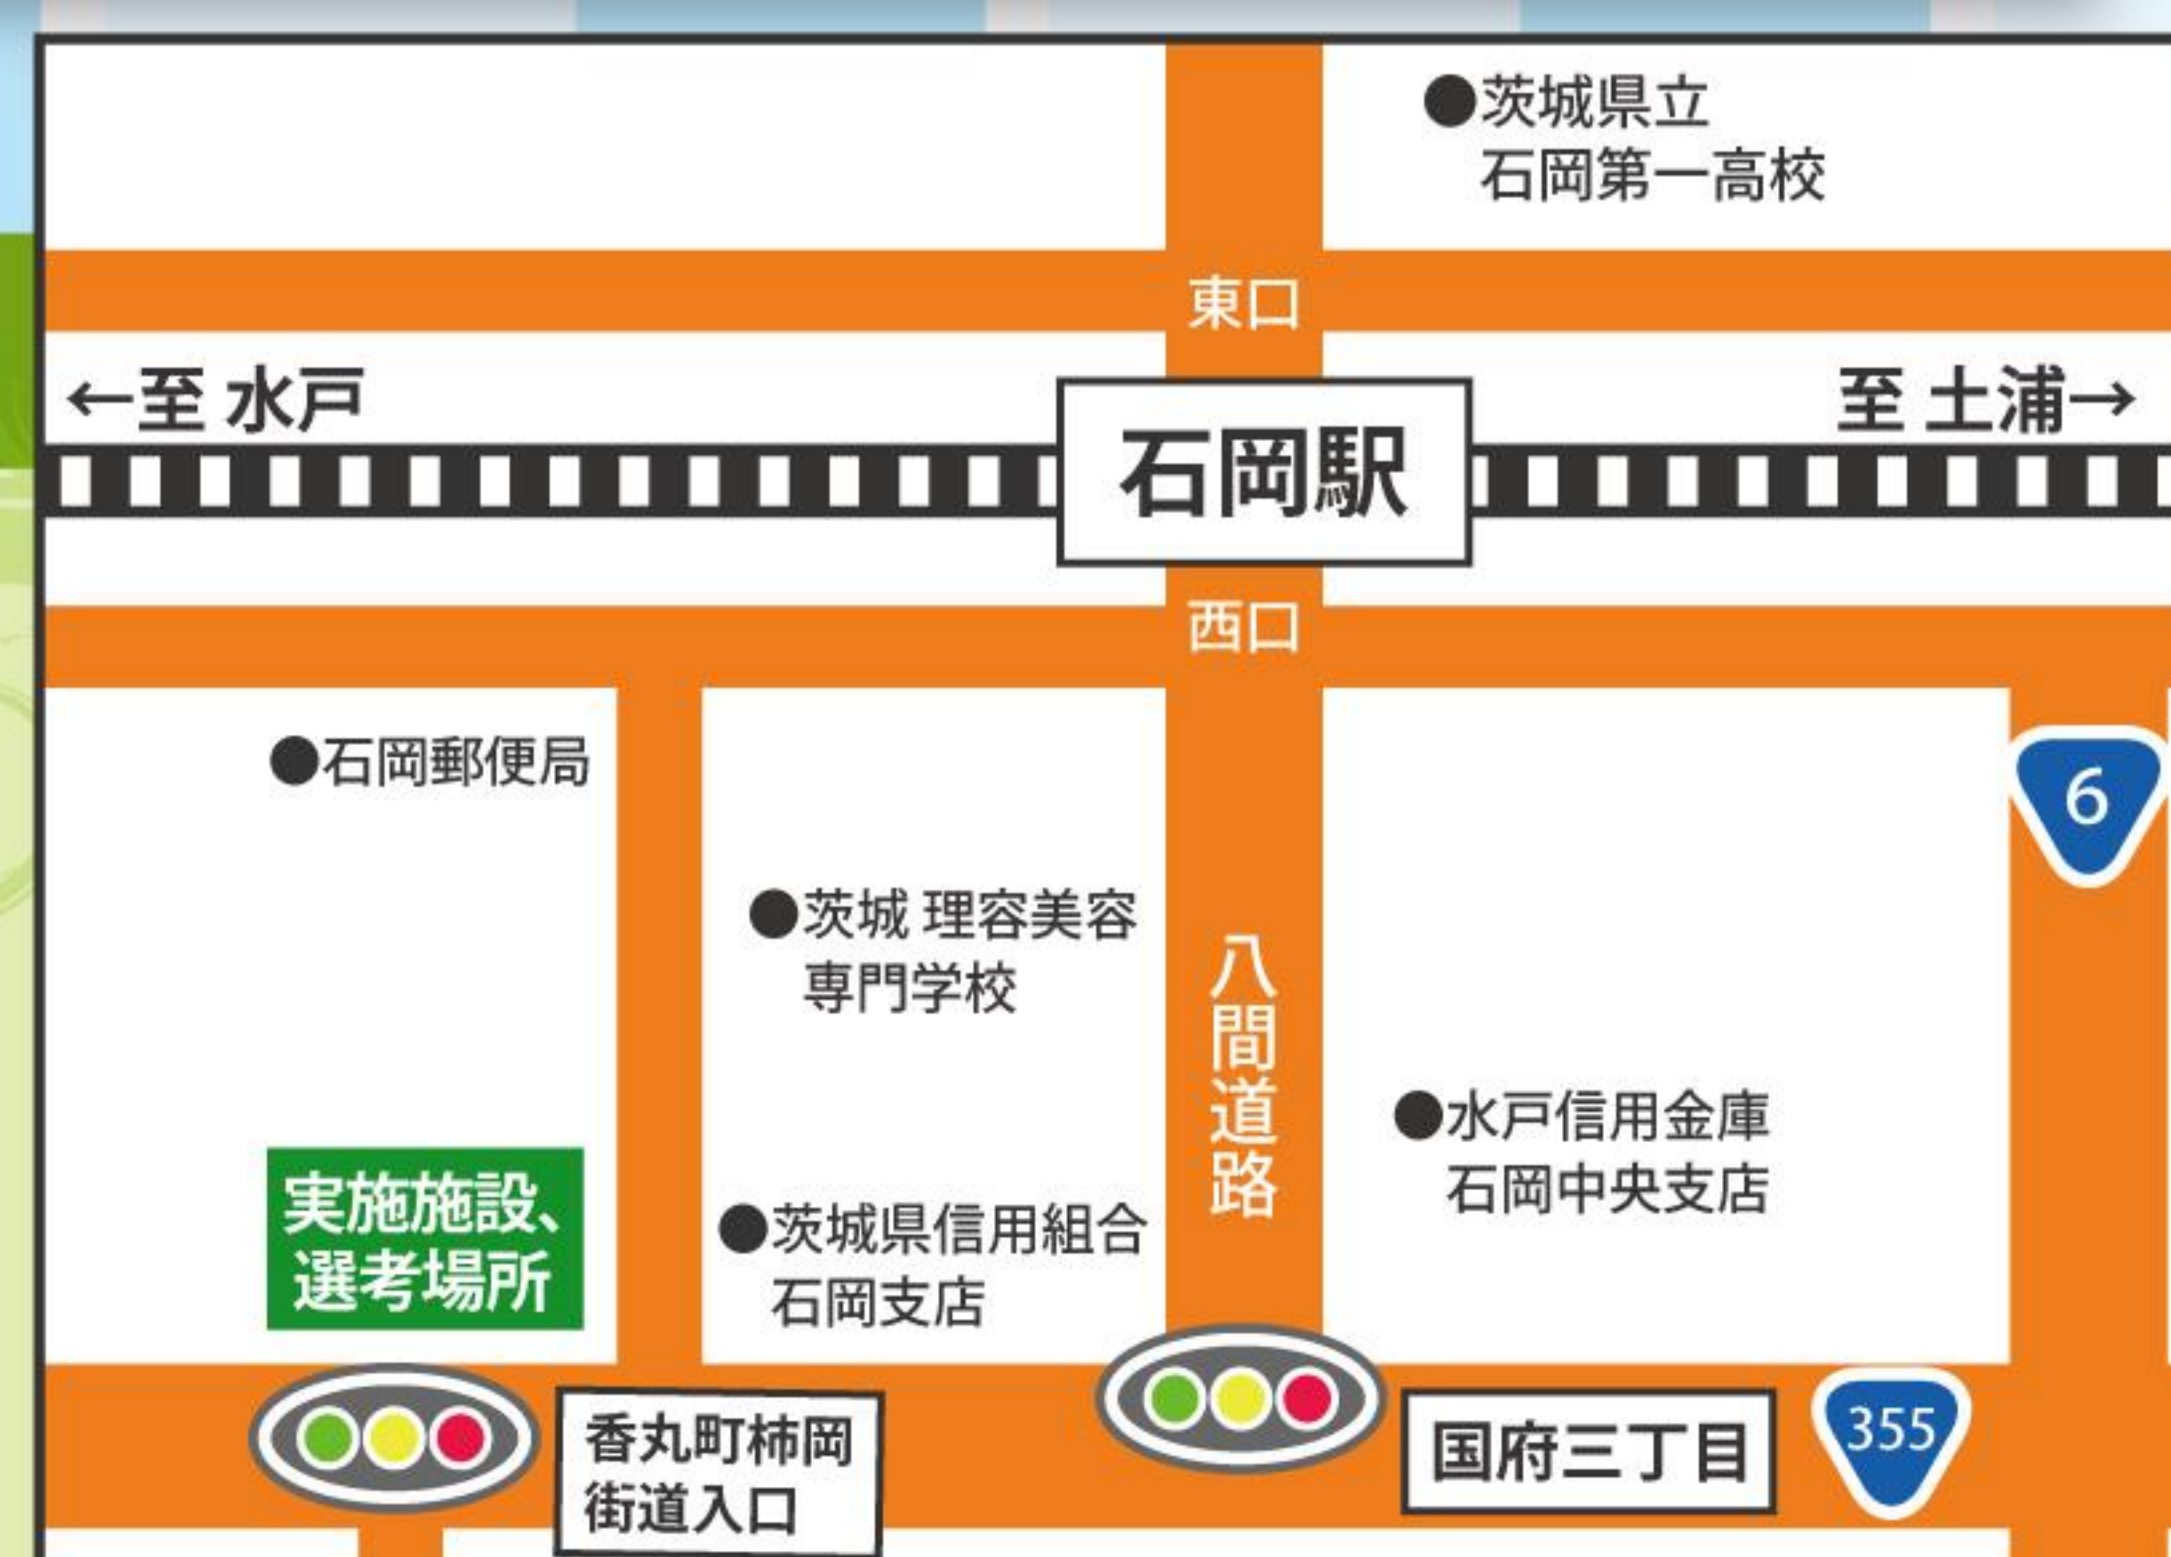 ●茨城県立
石岡第一高校
東口
←至 水戸
至 土浦→
石岡駅
西口
●石岡郵便局
6
●茨城 理容美容
専門学校
八間道路
●水戸信用金庫
石岡中央支店
実施施設、
選考場所
●茨城県信用組合
石岡支店
香丸町柿岡
街道入口
国府三丁目
355